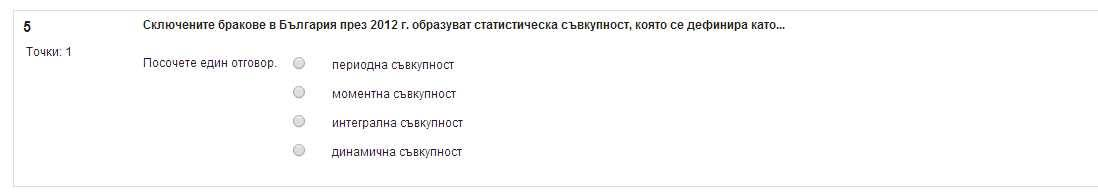 5
Сключените бракове в България през 2012 г. образуват статистическа съвкупност, която се дефинира като...
Точки: 1
Посочете един отговор.
периодна съвкупност
моментна съвкупност
интегрална съвкупност
динамична съвкупност